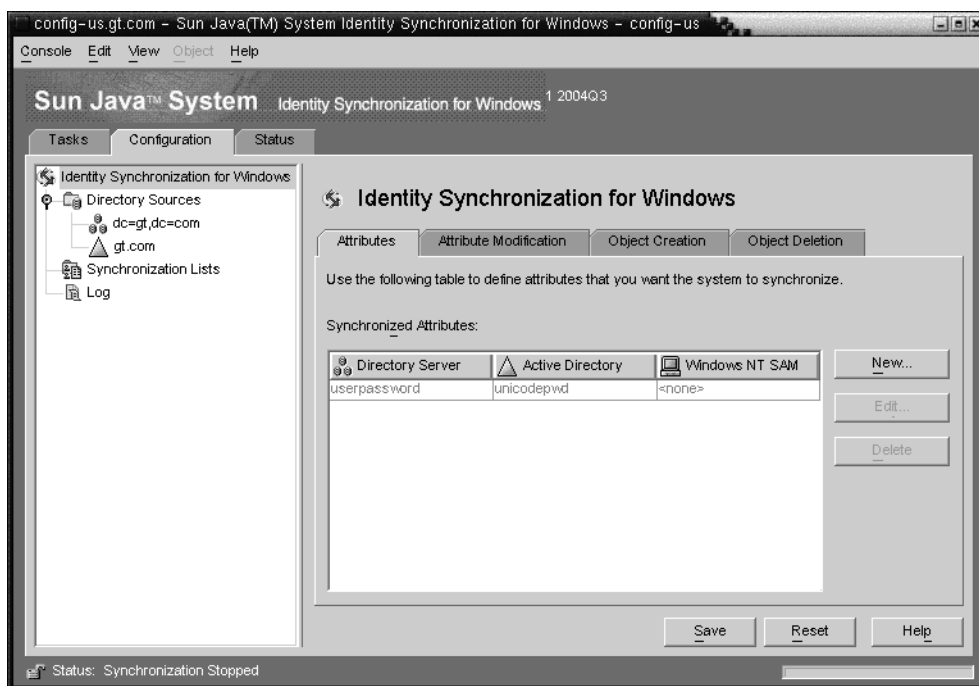 config-us.gt.com - Sun Java(TM) System Identity Synchronization for Windows - config-us
Console Edit View Object Help
Sun Java™ System Identity Synchronization for Windows 1 2004Q3
Tasks Configuration Status
Identity Synchronization for Windows
Directory Sources
dc=gt,dc=com
gt.com
Synchronization Lists
Log
Identity Synchronization for Windows
Attributes Attribute Modification Object Creation Object Deletion
Use the following table to define attributes that you want the system to synchronize.
Synchronized Attributes:
Directory Server Active Directory Windows NT SAM
userpassword unicodepwd <none>
New...
Edit...
Delete
Save Reset Help
Status: Synchronization Stopped